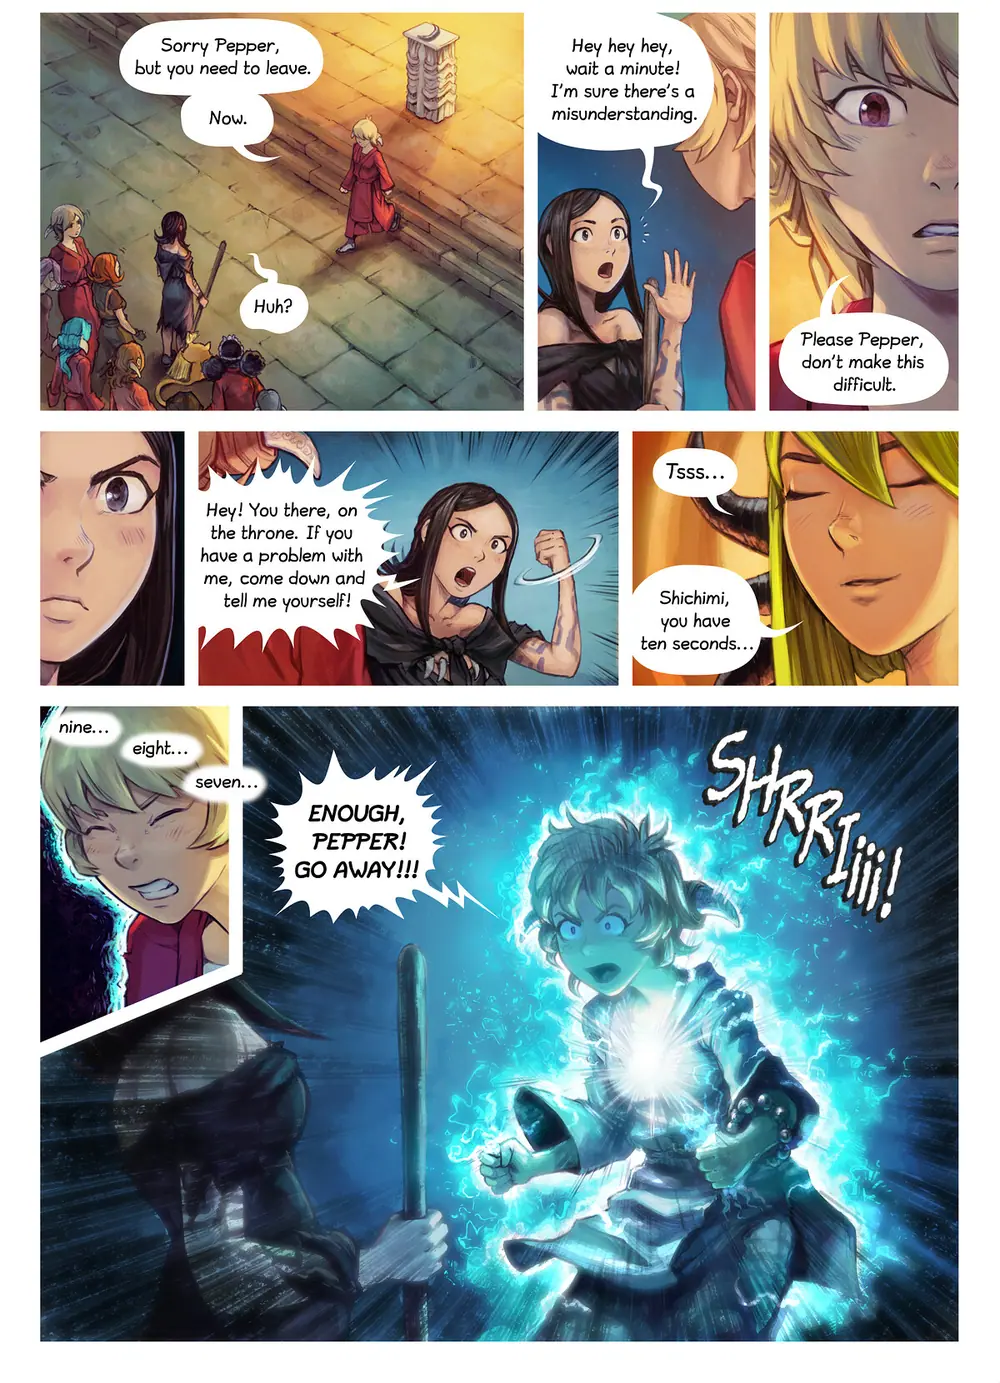 Sorry Pepper,
but you need to leave.
Now.
Huh?
Hey hey hey,
wait a minute!
I'm sure there's a
misunderstanding.
Please Pepper,
don't make this
difficult.
Hey! You there, on
the throne. If you
have a problem with
me, come down and
tell me yourself!
Tsss...
Shichimi,
you have
ten seconds...
nine...
eight...
seven...
ENOUGH,
PEPPER!
GO AWAY!!!
SHRRIiii!